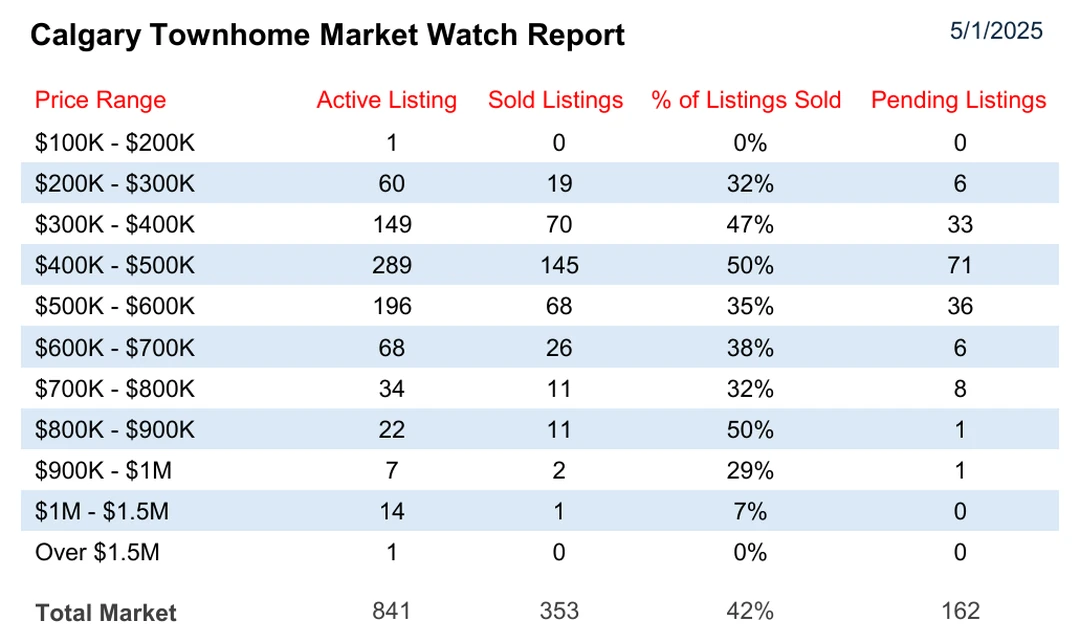 Calgary Townhome Market Watch Report 5/1/2025
Price Range Active Listing Sold Listings % of Listings Sold Pending Listings
$100K - $200K 1 0 0% 0
$200K - $300K 60 19 32% 6
$300K - $400K 149 70 47% 33
$400K - $500K 289 145 50% 71
$500K - $600K 196 68 35% 36
$600K - $700K 68 26 38% 6
$700K - $800K 34 11 32% 8
$800K - $900K 22 11 50% 1
$900K - $1M 7 2 29% 1
$1M - $1.5M 14 1 7% 0
Over $1.5M 1 0 0% 0
Total Market 841 353 42% 162